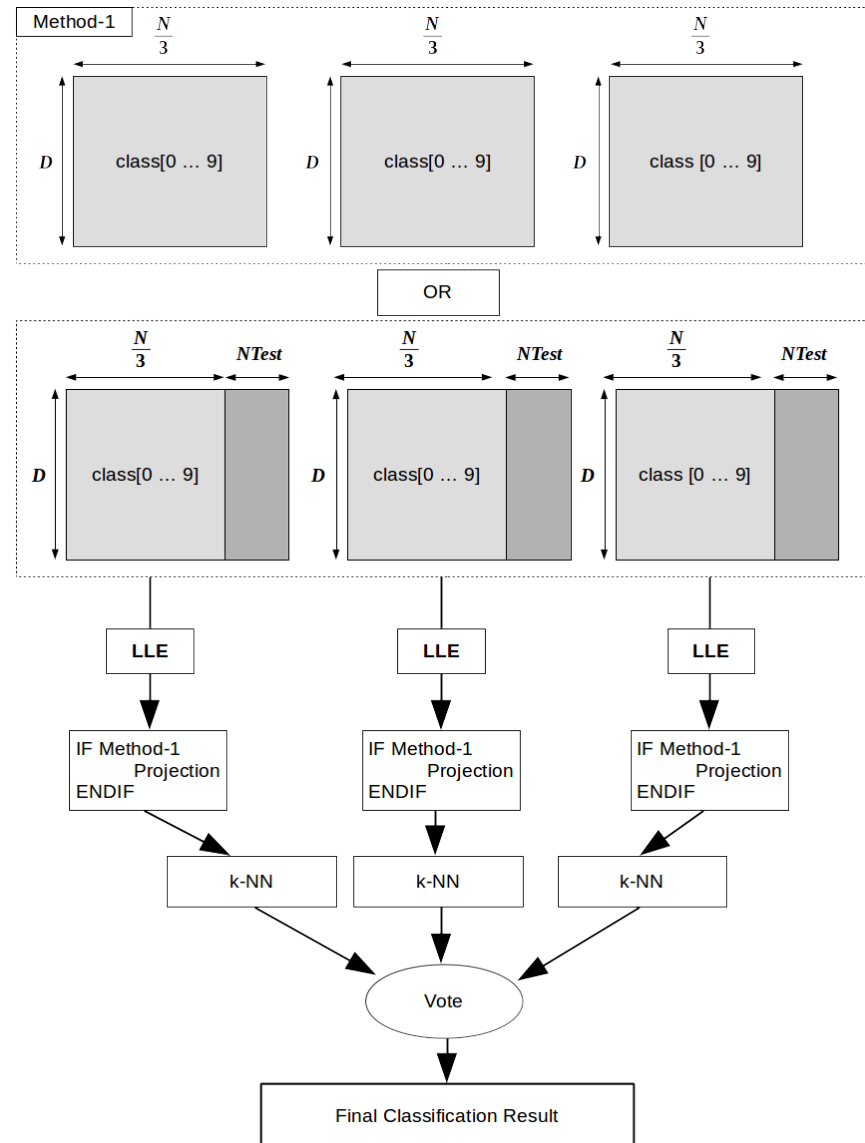 Method-1
N/3 N/3 N/3
D class[0 ... 9] D class[0 ... 9] D class [0 ... 9]
OR
N/3 NTest N/3 NTest N/3 NTest
D class[0 ... 9] D class[0 ... 9] D class [0 ... 9]
LLE LLE LLE
IF Method-1 IF Method-1 IF Method-1
Projection Projection Projection
ENDIF ENDIF ENDIF
k-NN k-NN k-NN
Vote
Final Classification Result